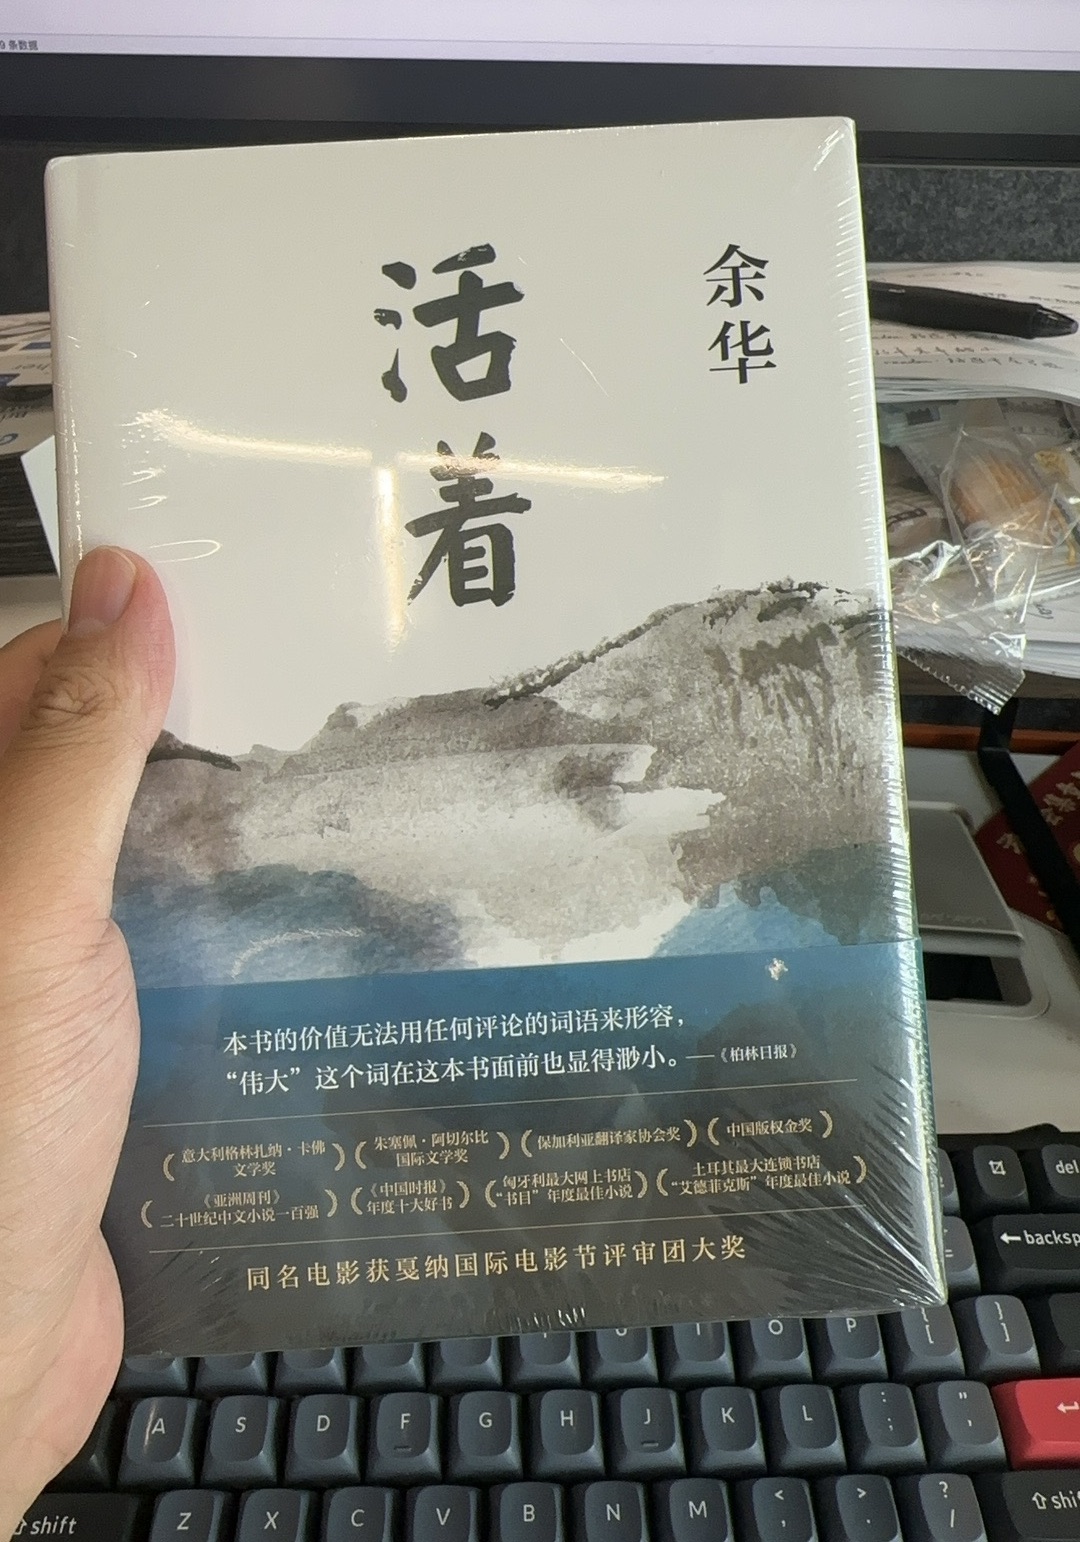 9 条数据
活着
余华
本书的价值无法用任何评论的词语来形容，
“伟大”这个词在这本书面前也显得渺小。—《柏林日报》
意大利格林扎纳·卡佛
文学奖
朱塞佩·阿切尔比
国际文学奖
保加利亚翻译家协会奖
中国版权金奖
《亚洲周刊》
二十世纪中文小说一百强
《中国时报》
年度十大好书
匈牙利最大网上书店
“书目”年度最佳小说
土耳其最大连锁书店
“艾德菲克斯”年度最佳小说
同名电影获戛纳国际电影节评审团大奖
del
backsp
U I O P { [ } ]
A S D F G H J K L : ; " '
shift Z X C V B N M < , > . ? / shi